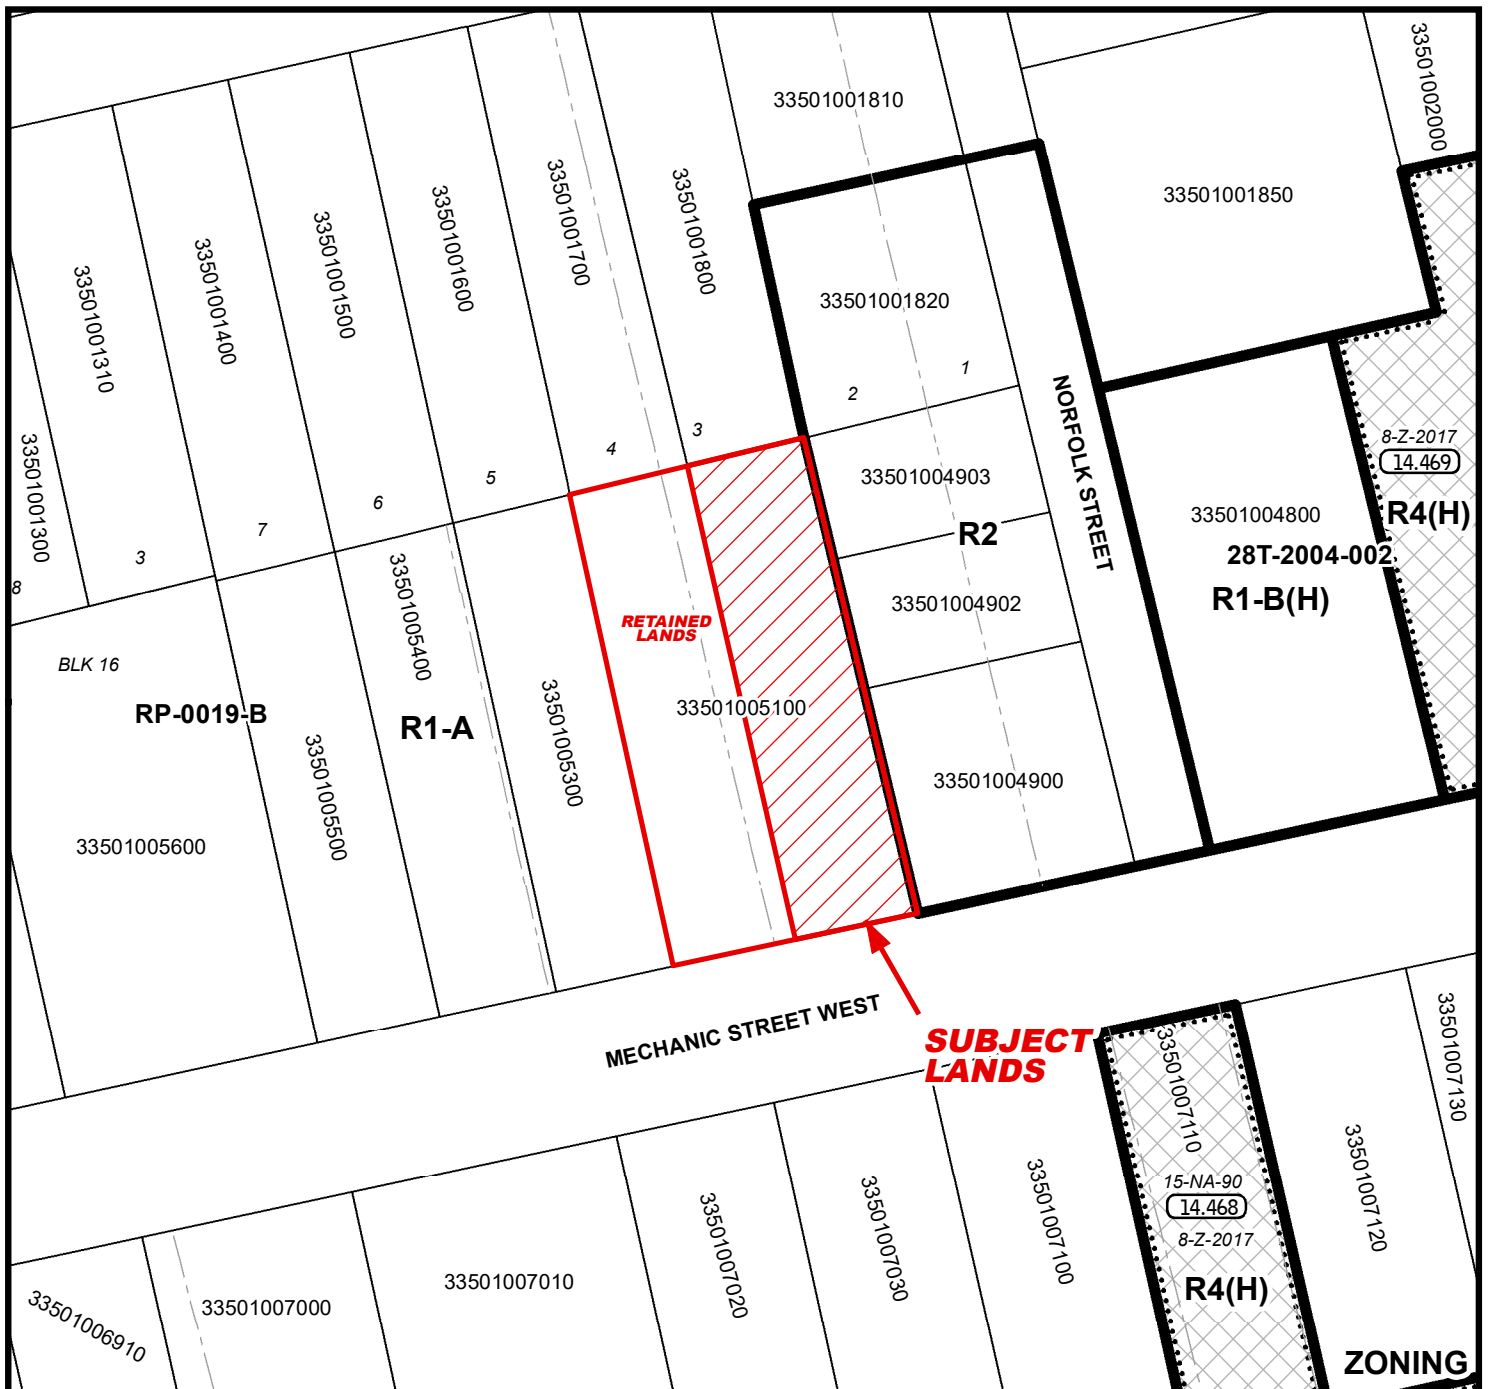 33501001810
33501002000
33501001850
33501001800
33501001700
33501001600
33501001500
33501001400
33501001310
33501001300
33501001820
1
2
3
4
5
6
7
3
8
NORFOLK STREET
8-Z-2017
14.469
R4(H)
33501004903
R2
33501004800
28T-2004-002
R1-B(H)
33501004902
RETAINED
LANDS
33501005100
33501004900
BLK 16
RP-0019-B
33501005400
R1-A
33501005300
33501005500
33501005600
MECHANIC STREET WEST
SUBJECT
LANDS
33501007110
33501007130
33501007120
15-NA-90
14.468
8-Z-2017
R4(H)
33501007100
33501007030
33501007020
33501007010
33501007000
33501006910
ZONING